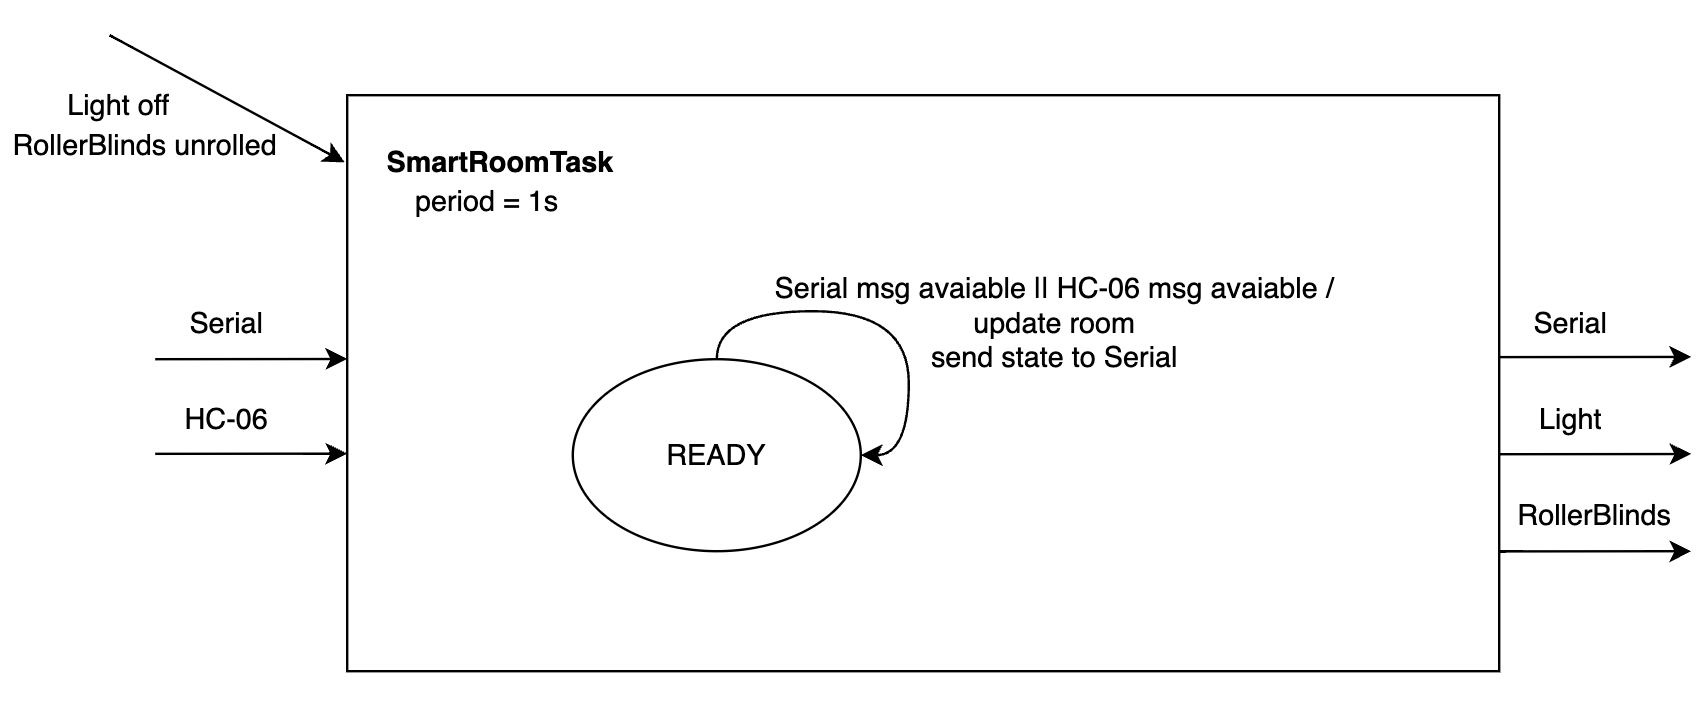 Light off
RollerBlinds unrolled
SmartRoomTask
period = 1s
Serial msg avaiable || HC-06 msg avaiable /
update room
send state to Serial
Serial
HC-06
READY
Serial
Light
RollerBlinds